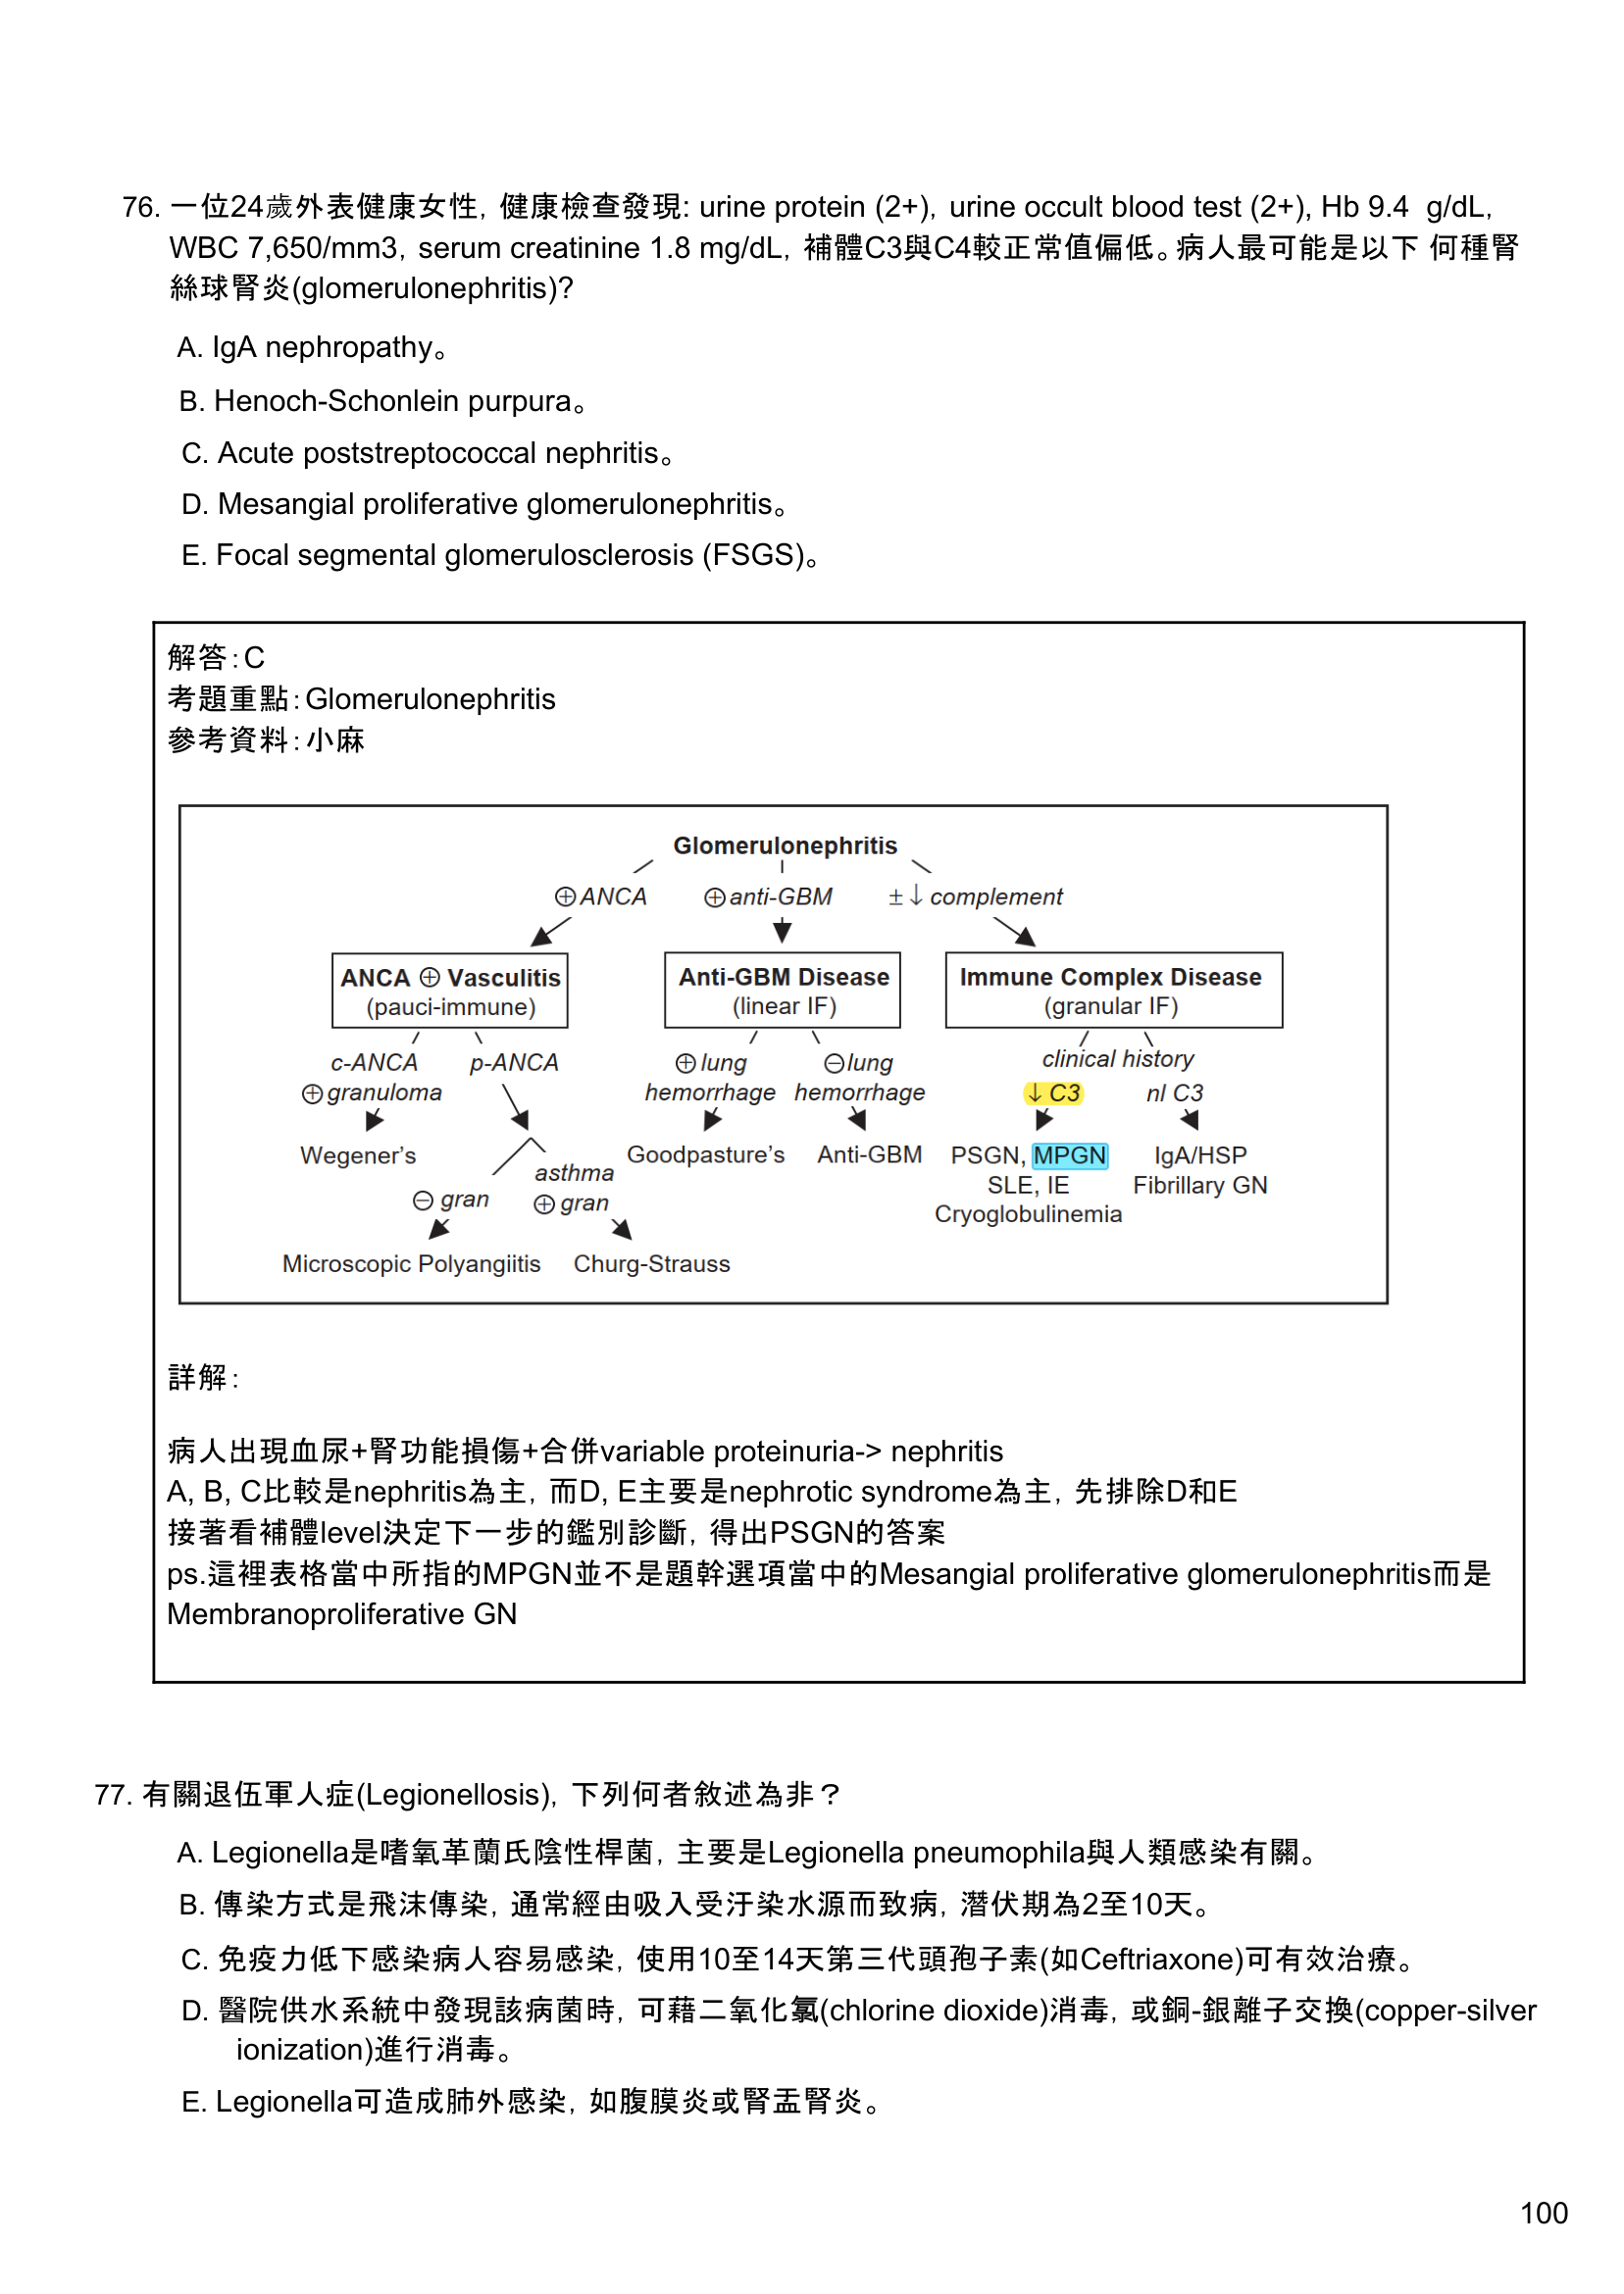 76. 一位24歲外表健康女性，健康檢查發現: urine protein (2+)，urine occult blood test (2+), Hb 9.4 g/dL，
WBC 7,650/mm3，serum creatinine 1.8 mg/dL，補體C3與C4較正常值偏低。病人最可能是以下 何種腎
絲球腎炎(glomerulonephritis)?
A. IgA nephropathy。
B. Henoch-Schonlein purpura。
C. Acute poststreptococcal nephritis。
D. Mesangial proliferative glomerulonephritis。
E. Focal segmental glomerulosclerosis (FSGS)。
解答：C
考題重點：Glomerulonephritis
參考資料：小麻
Glomerulonephritis
⊕ ANCA ⊕ anti-GBM ± ↓ complement
ANCA ⊕ Vasculitis Anti-GBM Disease Immune Complex Disease
(pauci-immune) (linear IF) (granular IF)
c-ANCA p-ANCA ⊕ lung ⊖ lung clinical history
⊕ granuloma hemorrhage hemorrhage ↓ C3 nl C3
Wegener’s Goodpasture’s Anti-GBM PSGN, MPGN IgA/HSP
asthma SLE, IE Fibrillary GN
⊖ gran ⊕ gran Cryoglobulinemia
Microscopic Polyangiitis Churg-Strauss
詳解：
病人出現血尿+腎功能損傷+合併variable proteinuria-> nephritis
A, B, C比較是nephritis為主，而D, E主要是nephrotic syndrome為主，先排除D和E
接著看補體level決定下一步的鑑別診斷，得出PSGN的答案
ps.這裡表格當中所指的MPGN並不是題幹選項當中的Mesangial proliferative glomerulonephritis而是
Membranoproliferative GN
77. 有關退伍軍人症(Legionellosis)，下列何者敘述為非？
A. Legionella是嗜氧革蘭氏陰性桿菌，主要是Legionella pneumophila與人類感染有關。
B. 傳染方式是飛沫傳染，通常經由吸入受汙染水源而致病，潛伏期為2至10天。
C. 免疫力低下感染病人容易感染，使用10至14天第三代頭孢子素(如Ceftriaxone)可有效治療。
D. 醫院供水系統中發現該病菌時，可藉二氧化氯(chlorine dioxide)消毒，或銅-銀離子交換(copper-silver
ionization)進行消毒。
E. Legionella可造成肺外感染，如腹膜炎或腎盂腎炎。
100